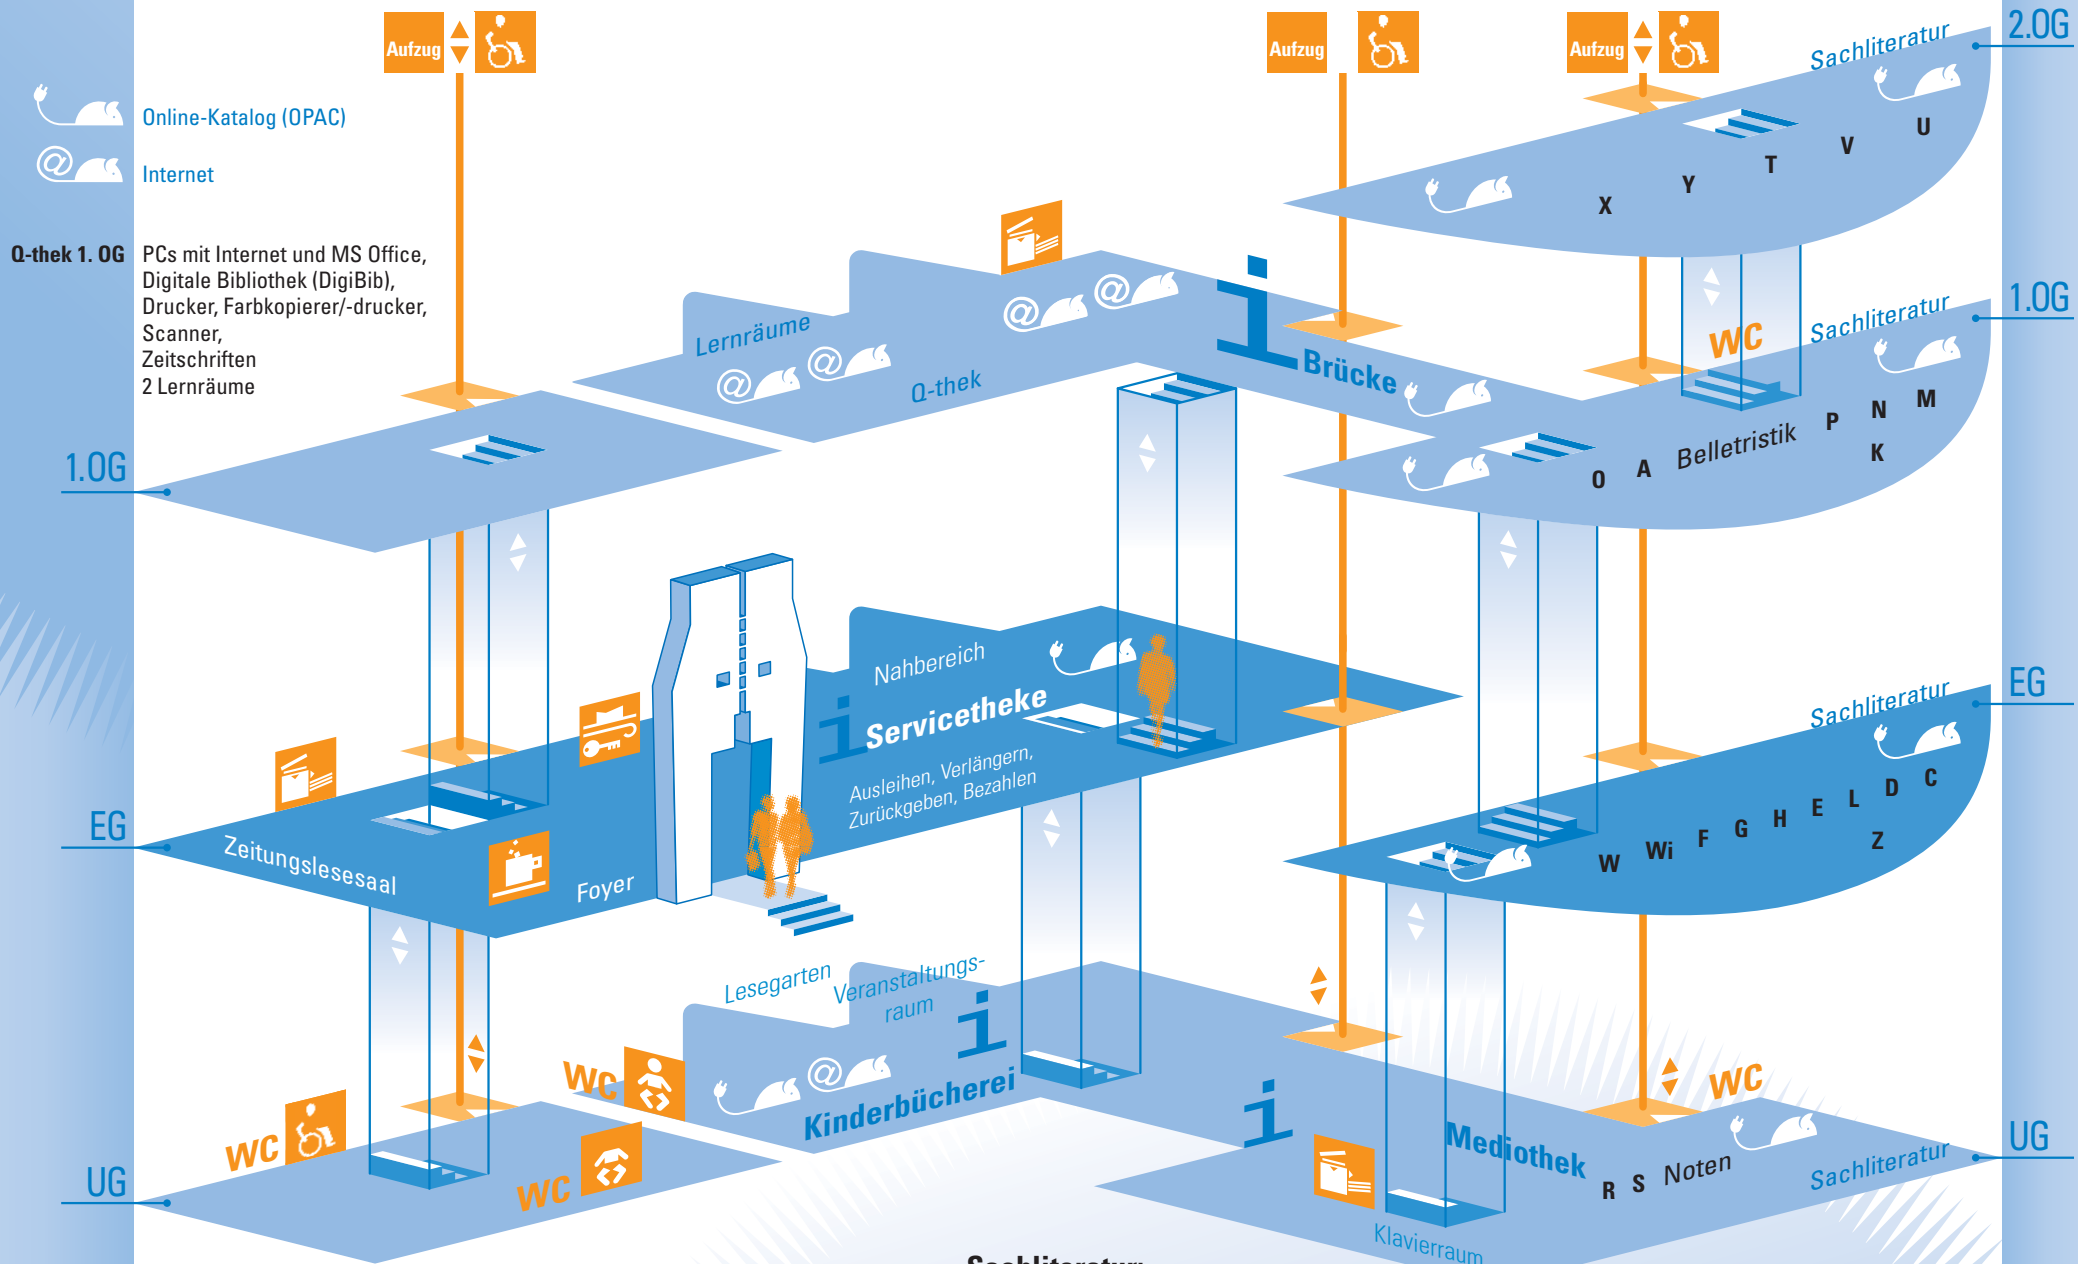 Aufzug
Aufzug
Aufzug
2.OG
Sachliteratur
Online-Katalog (OPAC)
@
Internet
U
V
T
Y
X
Q-thek 1. OG
PCs mit Internet und MS Office,
Digitale Bibliothek (DigiBib),
Drucker, Farbkopierer/-drucker,
Scanner,
Zeitschriften
2 Lernräume
1.OG
Sachliteratur
WC
@
@
Lernräume
@
@
Q-thek
i
Brücke
M
N
P
K
Belletristik
A
O
1.OG
EG
Sachliteratur
Nahbereich
i
Servicetheke
Ausleihen, Verlängern,
Zurückgeben, Bezahlen
C
D
L
E
H
G
F
Wi
W
Z
EG
Zeitungslesesaal
Foyer
Lesegarten
Veranstaltungs-
raum
i
WC
@
Kinderbücherei
WC
WC
UG
i
Mediothek
R
S
Noten
WC
Sachliteratur
UG
Klavierraum
Sachliteratur: